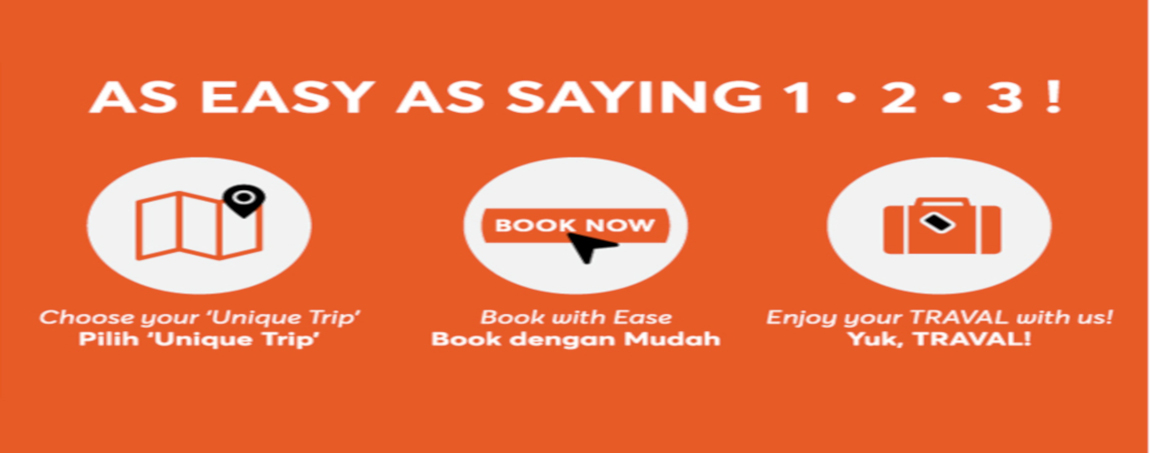 AS EASY AS SAYING 1 • 2 • 3 !
BOOK NOW
Choose your ‘Unique Trip’
Pilih ‘Unique Trip’
Book with Ease
Book dengan Mudah
Enjoy your TRAVAL with us!
Yuk, TRAVAL!